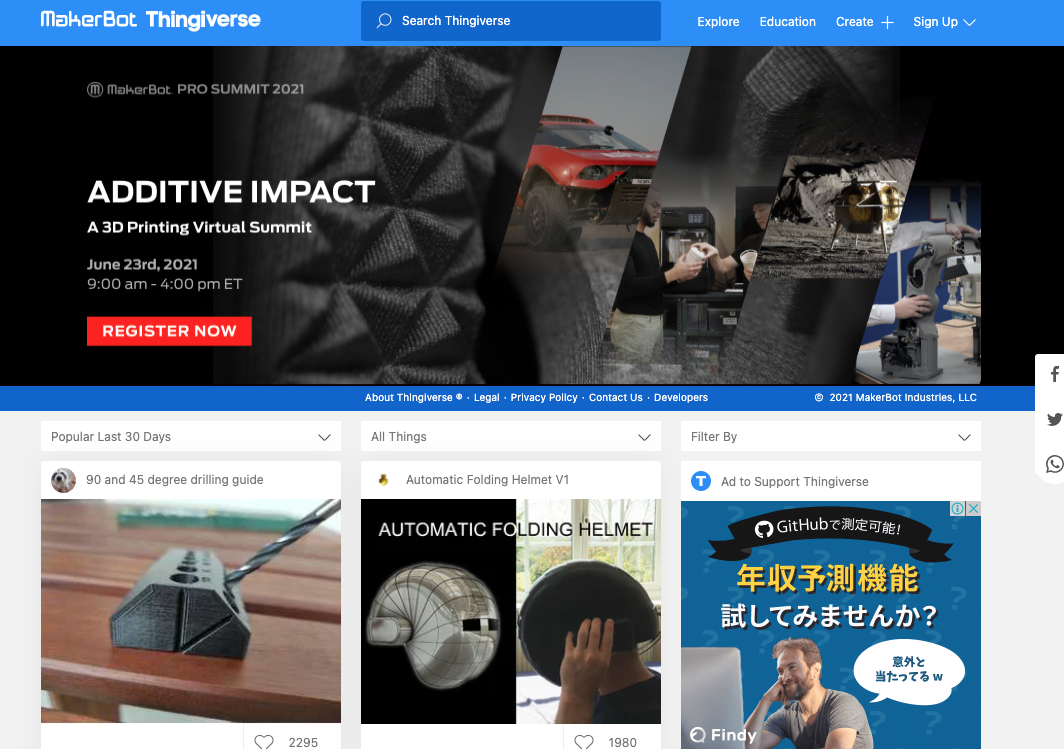 MakerBot Thingiverse
Search Thingiverse
Explore
Education
Create
Sign Up
MakerBot. PRO SUMMIT 2021
ADDITIVE IMPACT
A 3D Printing Virtual Summit
June 23rd, 2021
9:00 am - 4:00 pm ET
REGISTER NOW
About Thingiverse ® · Legal · Privacy Policy · Contact Us · Developers
© 2021 MakerBot Industries, LLC
Popular Last 30 Days
All Things
Filter By
90 and 45 degree drilling guide
2295
Automatic Folding Helmet V1
AUTOMATIC FOLDING HELMET
1980
T Ad to Support Thingiverse
GitHubで測定可能!
年収予測機能
試してみませんか?
意外と
当たってるw
Findy